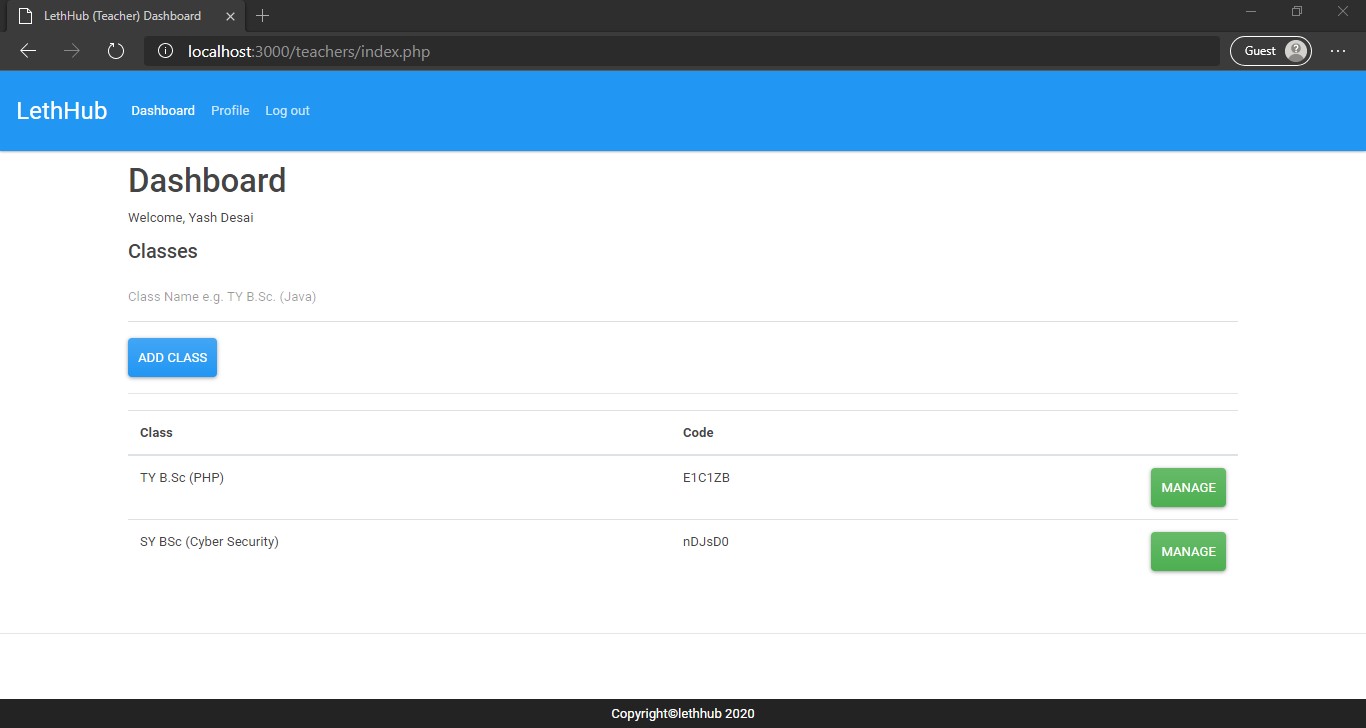 LethHub (Teacher) Dashboard
localhost:3000/teachers/index.php
Guest
LethHub Dashboard Profile Log out
Dashboard
Welcome, Yash Desai
Classes
Class Name e.g. TY B.Sc. (Java)
ADD CLASS
Class Code
TY B.Sc (PHP) E1C1ZB MANAGE
SY BSc (Cyber Security) nDJsD0 MANAGE
Copyright©lethhub 2020